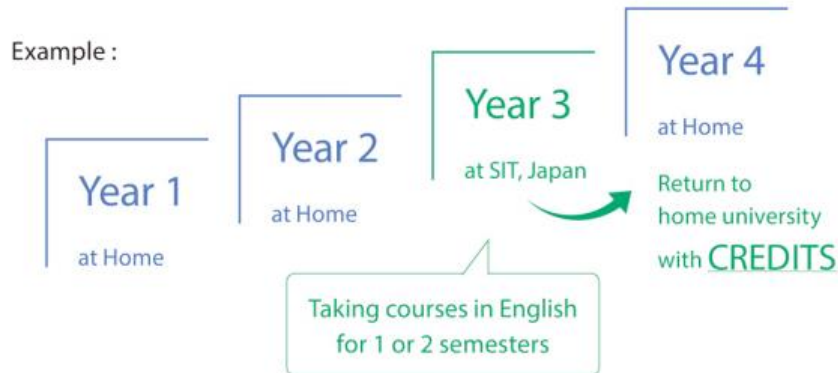 Example :
Year 1
at Home
Year 2
at Home
Year 3
at SIT, Japan
Taking courses in English
for 1 or 2 semesters
Year 4
at Home
Return to
home university
with CREDITS